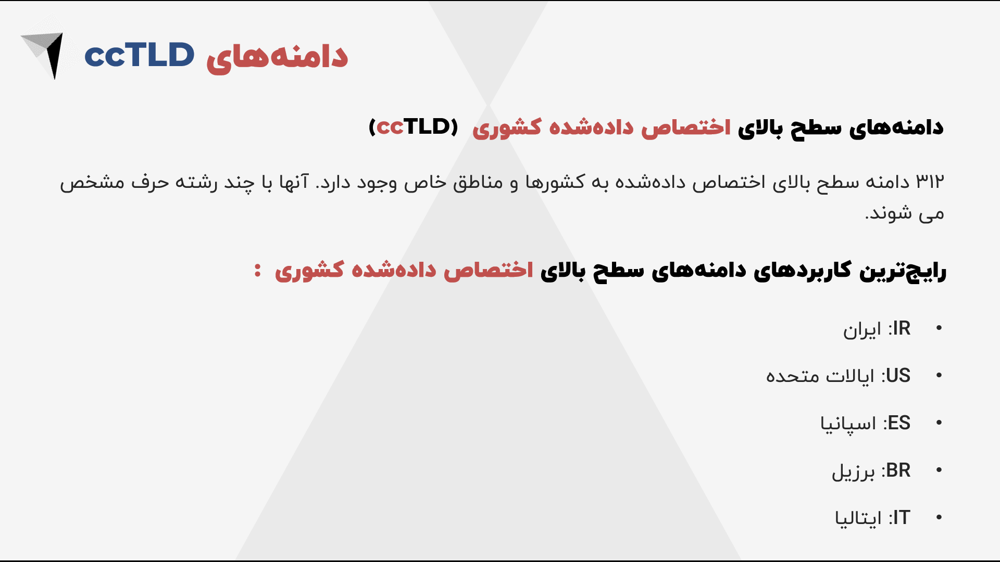 دامنه‌های ccTLD
دامنه‌های سطح بالای اختصاص داده‌شده کشوری (ccTLD)
۳۱۲ دامنه سطح بالای اختصاص داده‌شده به کشورها و مناطق خاص وجود دارد. آنها با چند رشته حرف مشخص
می شوند.
رایج‌ترین کاربردهای دامنه‌های سطح بالای اختصاص داده‌شده کشوری :
• IR: ایران
• US: ایالات متحده
• ES: اسپانیا
• BR: برزیل
• IT: ایتالیا